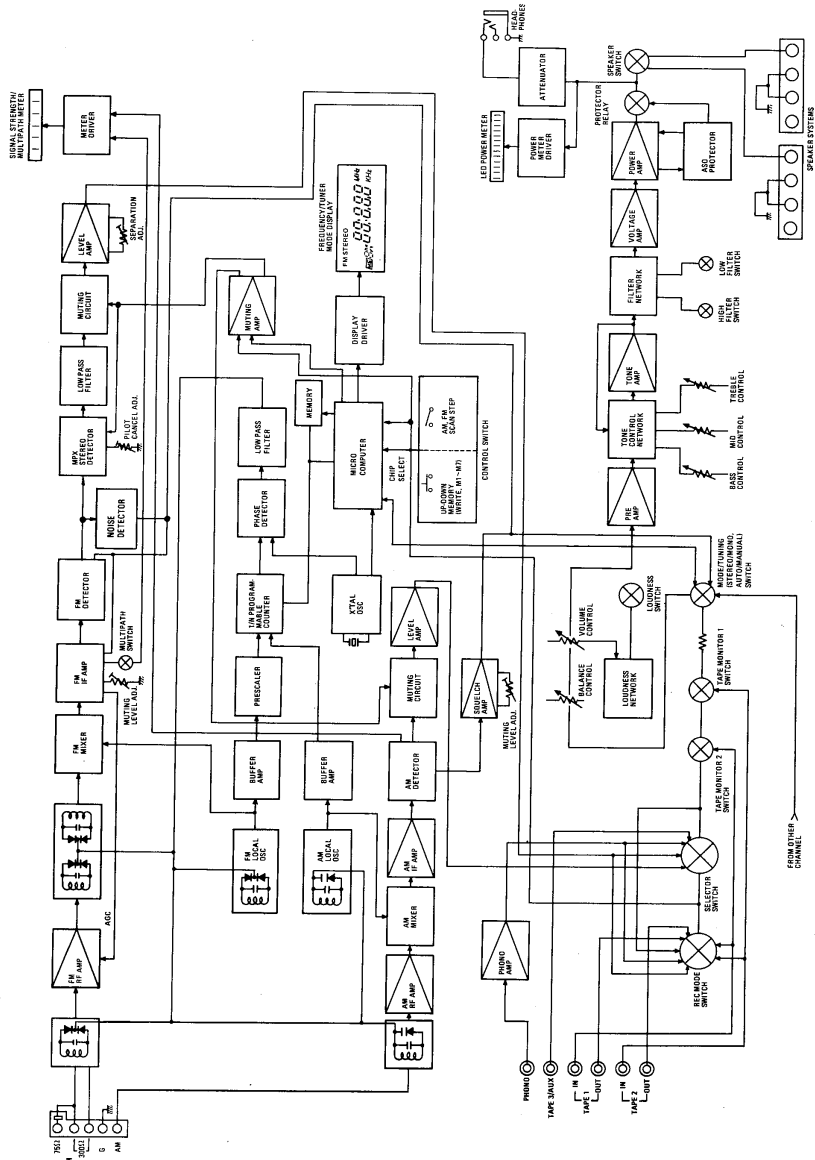 SIGNAL STRENGTH/
MULTIPATH METER
METER
DRIVER
75Ω
300Ω
G
AM
FM
RF AMP
AGC
FM
MIXER
FM
IF AMP
MUTING
LEVEL ADJ.
MULTIPATH
SWITCH
FM
DETECTOR
NOISE
DETECTOR
MPX
STEREO
DETECTOR
PILOT
CANCEL ADJ.
LOW PASS
FILTER
MUTING
CIRCUIT
LEVEL
AMP
SEPARATION
ADJ.
FM
LOCAL
OSC
BUFFER
AMP
PRESCALER
1/N PROGRAM-
MABLE
COUNTER
PHASE
DETECTOR
LOW PASS
FILTER
MUTING
AMP
FREQUENCY/TUNER
MODE DISPLAY
FM STEREO
00.000 MHz
00.0.00 KHz
DISPLAY
DRIVER
MEMORY
MICRO
COMPUTER
CHIP
SELECT
X'TAL
OSC
AM
LOCAL
OSC
BUFFER
AMP
UP-DOWN
MEMORY
(WRITE, M1~M7)
AM, FM
SCAN STEP
CONTROL SWITCH
AM
RF AMP
AM
MIXER
AM
IF AMP
AM
DETECTOR
MUTING
CIRCUIT
LEVEL
AMP
SQUELCH
AMP
MUTING
LEVEL ADJ.
PHONO
TAPE 3/AUX
IN
TAPE 1
OUT
IN
TAPE 2
OUT
PHONO
AMP
REC MODE
SWITCH
SELECTOR
SWITCH
TAPE MONITOR 2
SWITCH
TAPE MONITOR 1
SWITCH
MODE/TUNING
(STEREO/MONO,
AUTO/MANUAL)
SWITCH
FROM OTHER
CHANNEL
BALANCE
CONTROL
VOLUME
CONTROL
LOUDNESS
NETWORK
LOUDNESS
SWITCH
PRE
AMP
TONE
CONTROL
NETWORK
BASS
CONTROL
MID
CONTROL
TREBLE
CONTROL
TONE
AMP
FILTER
NETWORK
HIGH
FILTER
SWITCH
LOW
FILTER
SWITCH
VOLTAGE
AMP
POWER
AMP
ASO
PROTECTOR
PROTECTOR
RELAY
SPEAKER
SWITCH
LED POWER METER
POWER
METER
DRIVER
ATTENUATOR
HEAD-
PHONES
SPEAKER SYSTEMS